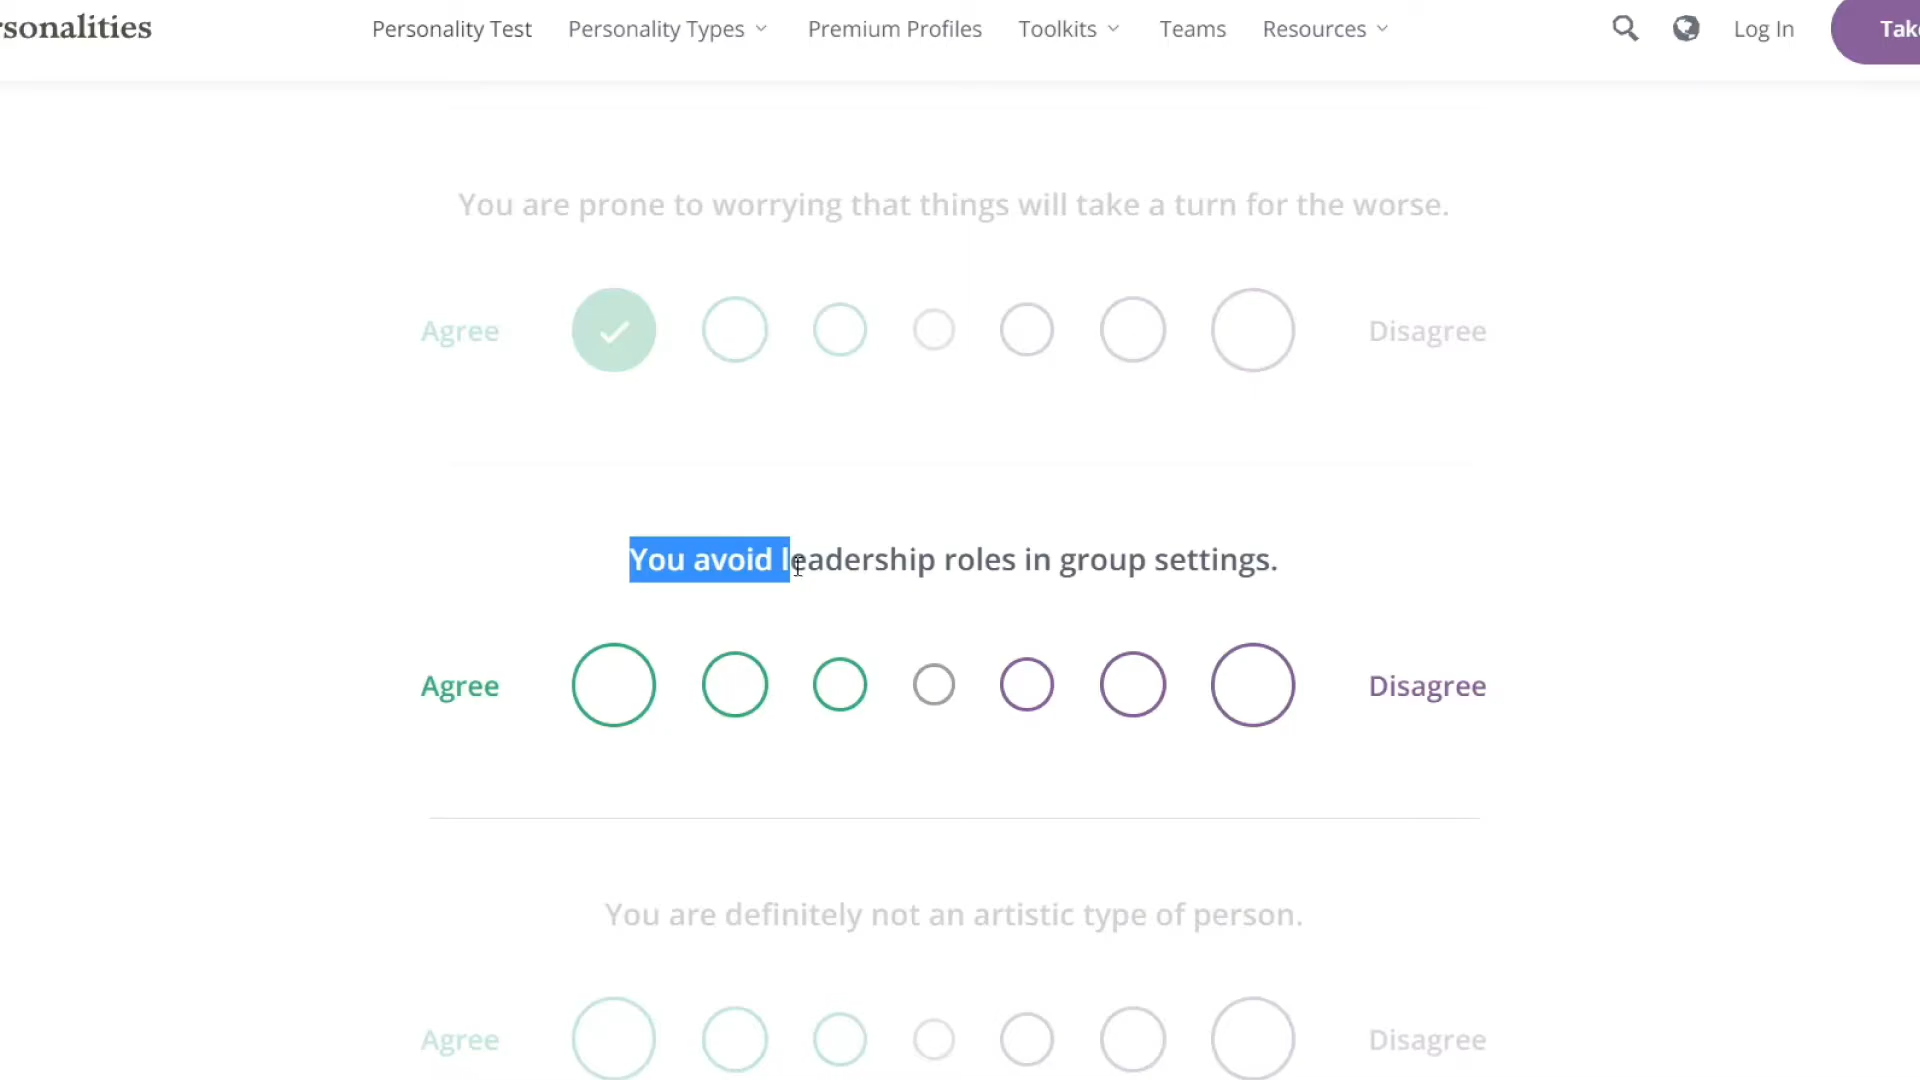 rsonalities Personality Test Personality Types Premium Profiles Toolkits Teams Resources Log In Take
You are prone to worrying that things will take a turn for the worse.
Agree Disagree
You avoid leadership roles in group settings.
Agree Disagree
You are definitely not an artistic type of person.
Agree Disagree